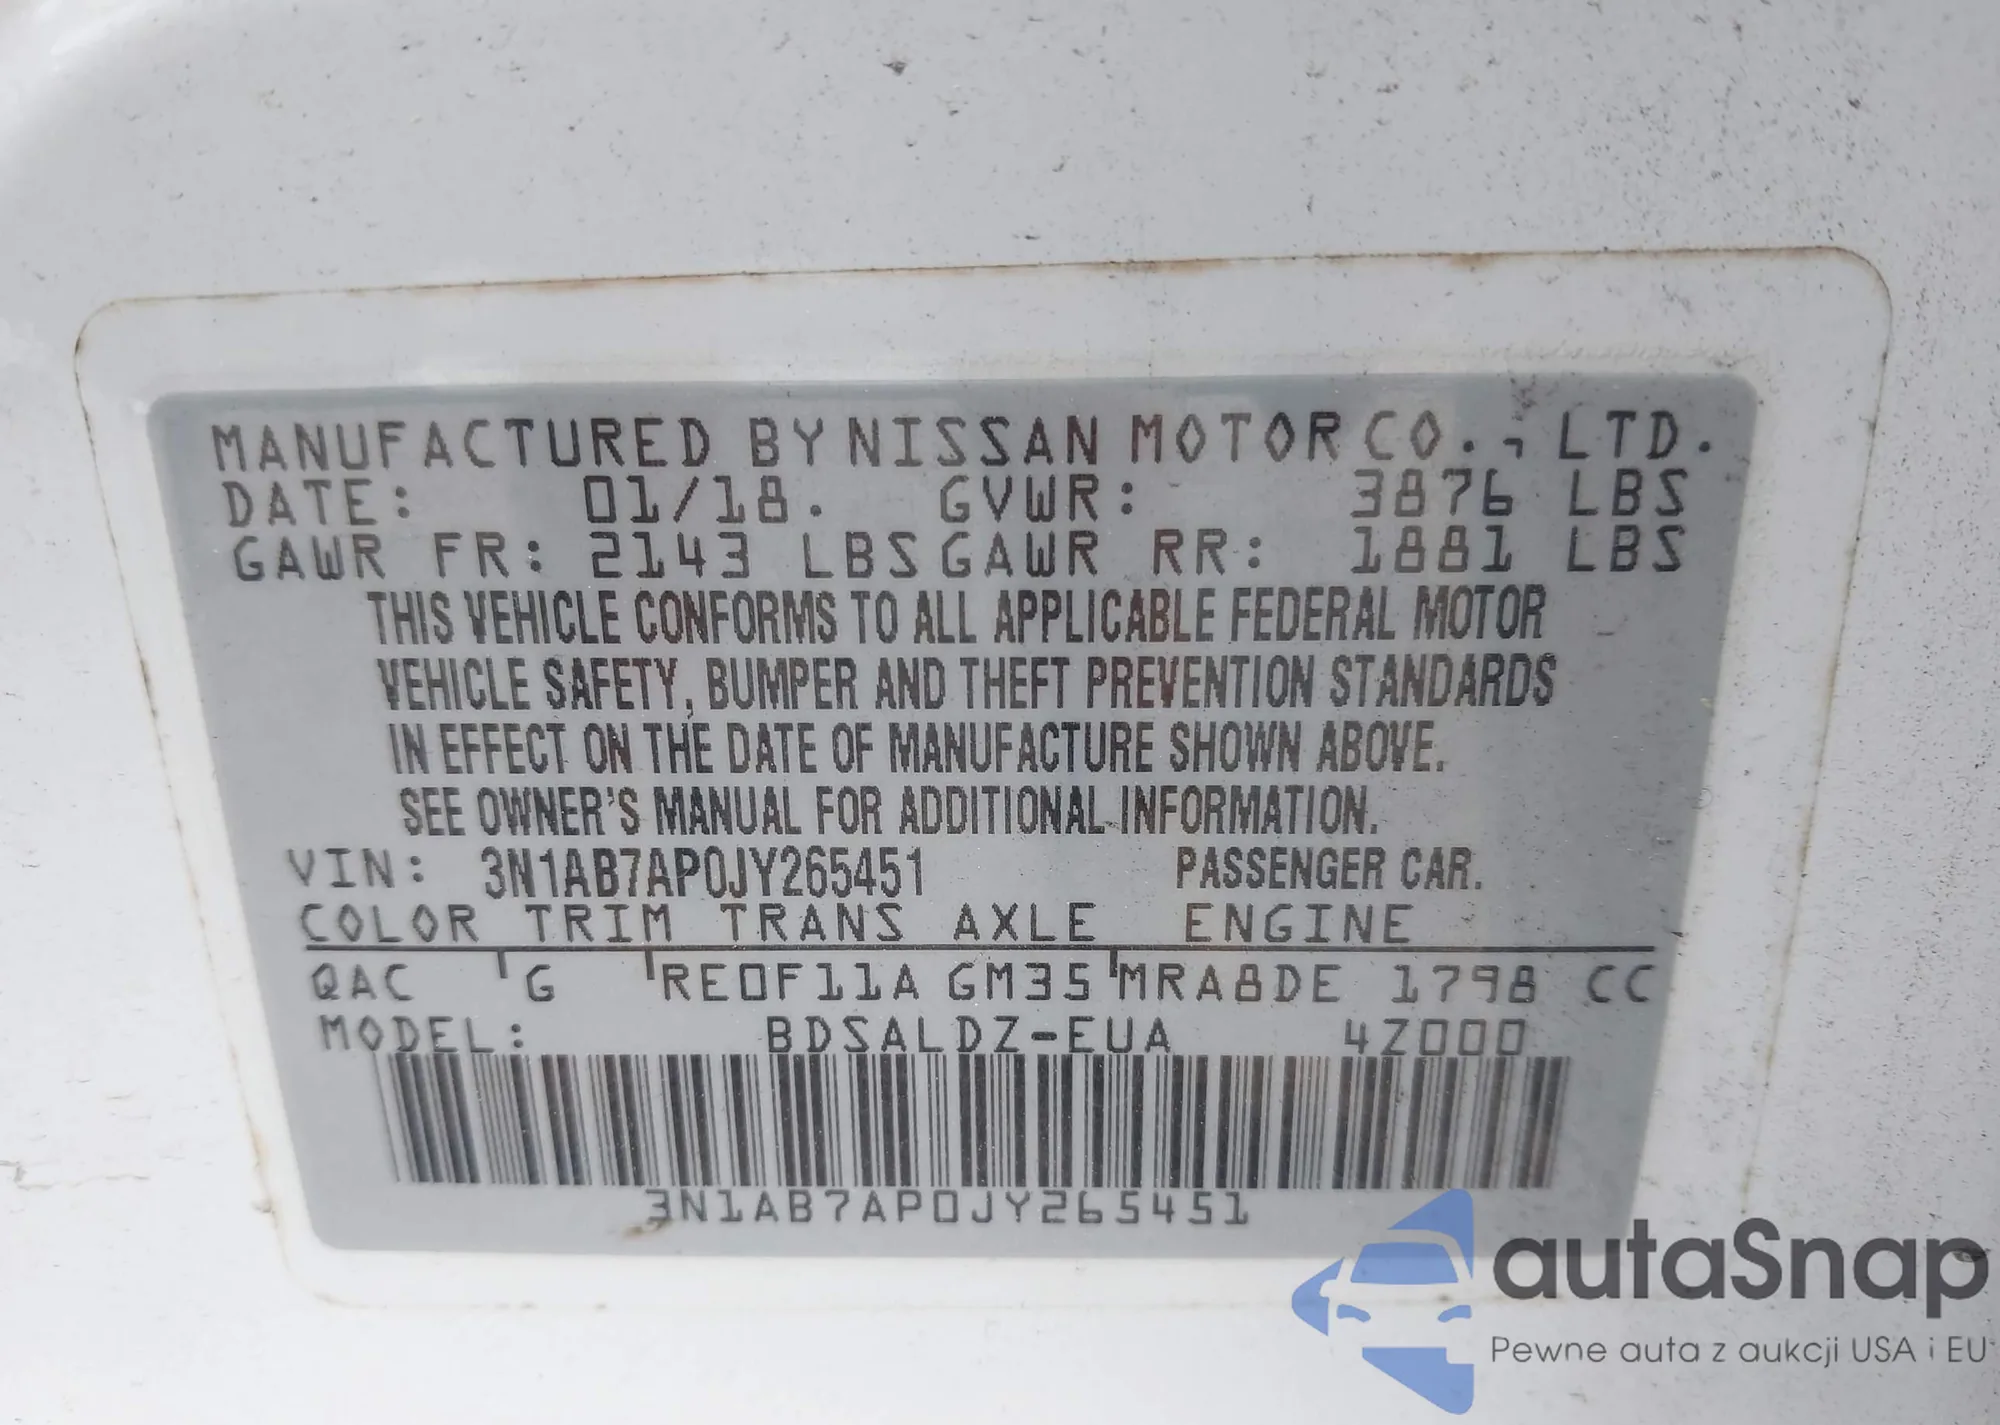 MANUFACTURED BY NISSAN MOTOR CO., LTD.
DATE: 01/18. GVWR: 3876 LBS
GAWR FR: 2143 LBS GAWR RR: 1881 LBS
THIS VEHICLE CONFORMS TO ALL APPLICABLE FEDERAL MOTOR
VEHICLE SAFETY, BUMPER AND THEFT PREVENTION STANDARDS
IN EFFECT ON THE DATE OF MANUFACTURE SHOWN ABOVE.
SEE OWNER'S MANUAL FOR ADDITIONAL INFORMATION.
VIN: 3N1AB7AP0JY265451 PASSENGER CAR.
COLOR TRIM TRANS AXLE ENGINE
QAC G RE0F11A GM35 MRA8DE 1798 CC
MODEL: BDSALDZ-EUA 4Z000
3N1AB7AP0JY265451
autaSnap
Pewne auta z aukcji USA i EU